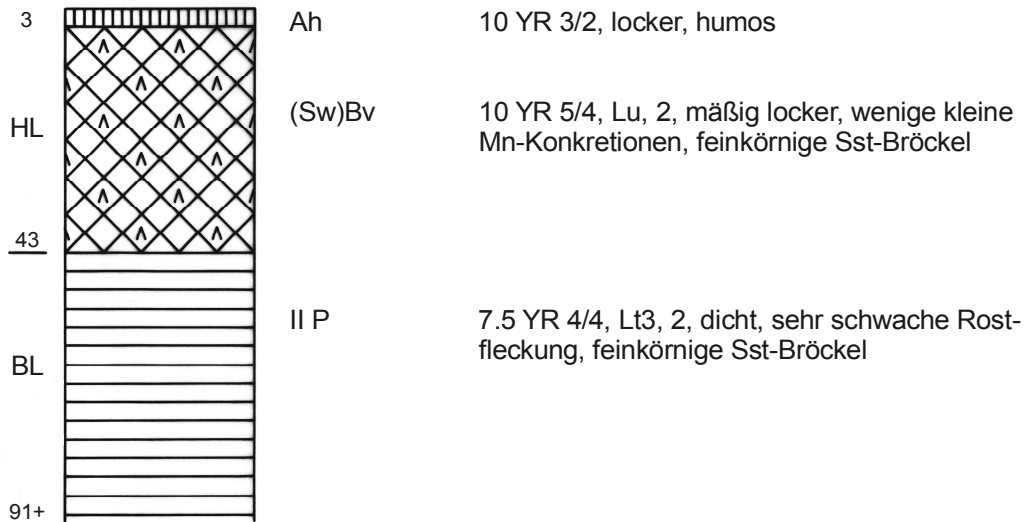 3
Ah
10 YR 3/2, locker, humos
HL
(Sw)Bv
10 YR 5/4, Lu, 2, mäßig locker, wenige kleine
Mn-Konkretionen, feinkörnige Sst-Bröckel
43
II P
7.5 YR 4/4, Lt3, 2, dicht, sehr schwache Rost-
fleckung, feinkörnige Sst-Bröckel
BL
91+